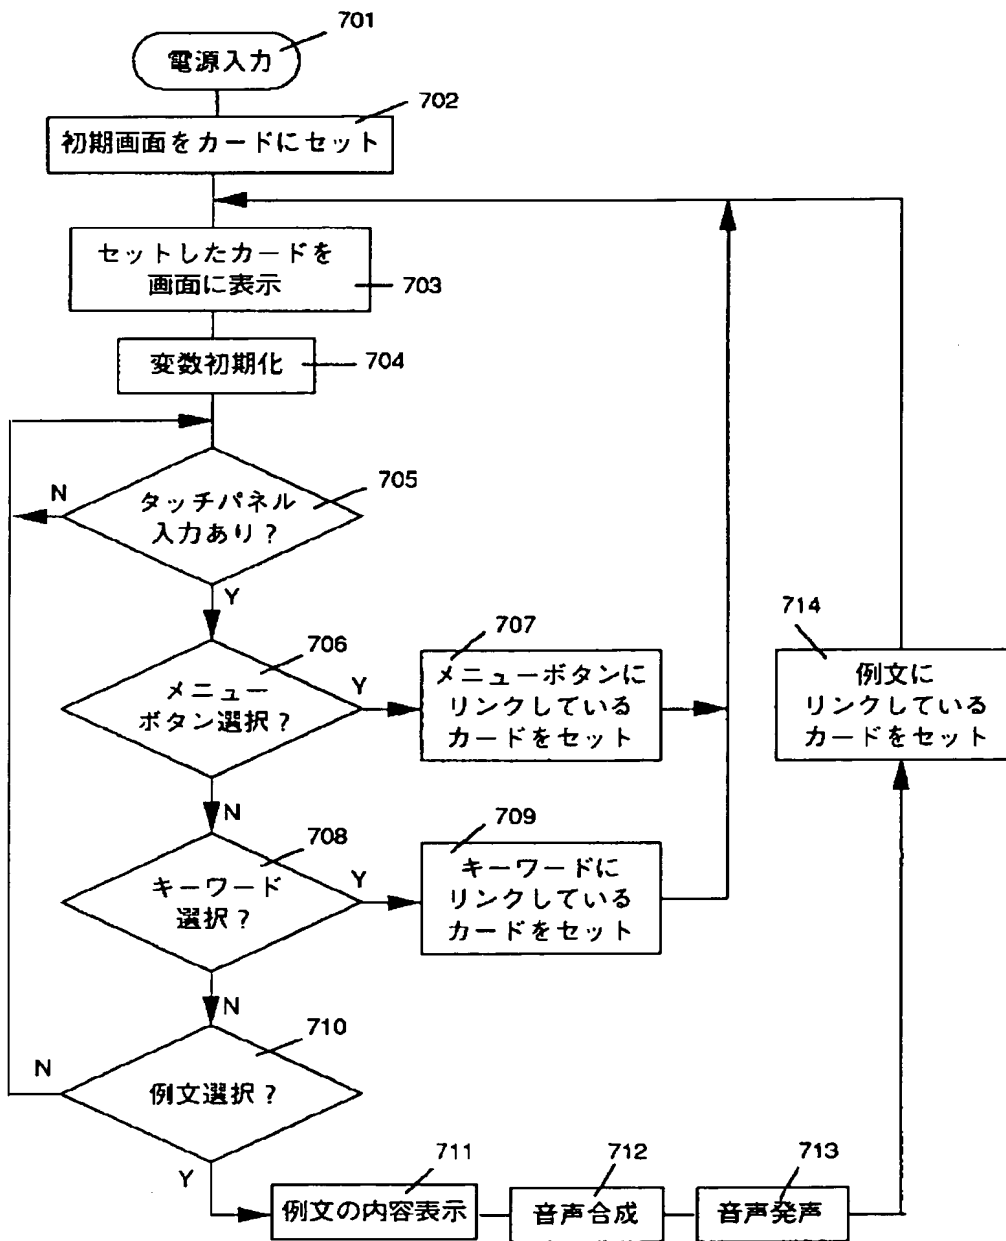 701
電源入力
702
初期画面をカードにセット
セットしたカードを
画面に表示
703
変数初期化
704
705
N
タッチパネル
入力あり？
Y
706
メニュー
ボタン選択？
Y
707
メニューボタンに
リンクしている
カードをセット
714
例文に
リンクしている
カードをセット
N
708
キーワード
選択？
Y
709
キーワードに
リンクしている
カードをセット
N
710
N
例文選択？
Y
711
例文の内容表示
712
音声合成
713
音声発声